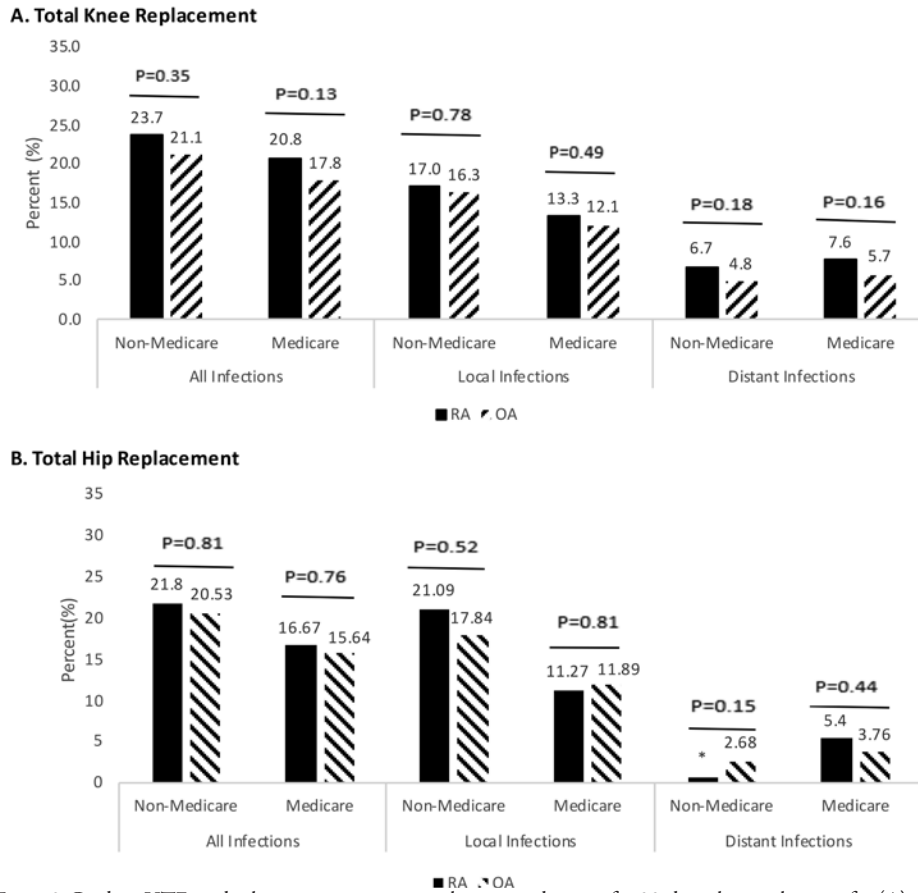 A. Total Knee Replacement
35.0
30.0
25.0
20.0
15.0
10.0
5.0
0.0
Percent (%)
P=0.35
P=0.13
P=0.78
P=0.49
P=0.18
P=0.16
23.7
21.1
20.8
17.8
17.0
16.3
13.3
12.1
6.7
4.8
7.6
5.7
Non-Medicare Medicare Non-Medicare Medicare Non-Medicare Medicare
All Infections Local Infections Distant Infections
RA OA
B. Total Hip Replacement
35
30
25
20
15
10
5
0
Percent(%)
P=0.81
P=0.76
P=0.52
P=0.81
P=0.15
P=0.44
21.8
20.53
16.67
15.64
21.09
17.84
11.27
11.89
*
2.68
5.4
3.76
Non-Medicare Medicare Non-Medicare Medicare Non-Medicare Medicare
All Infections Local Infections Distant Infections
RA OA